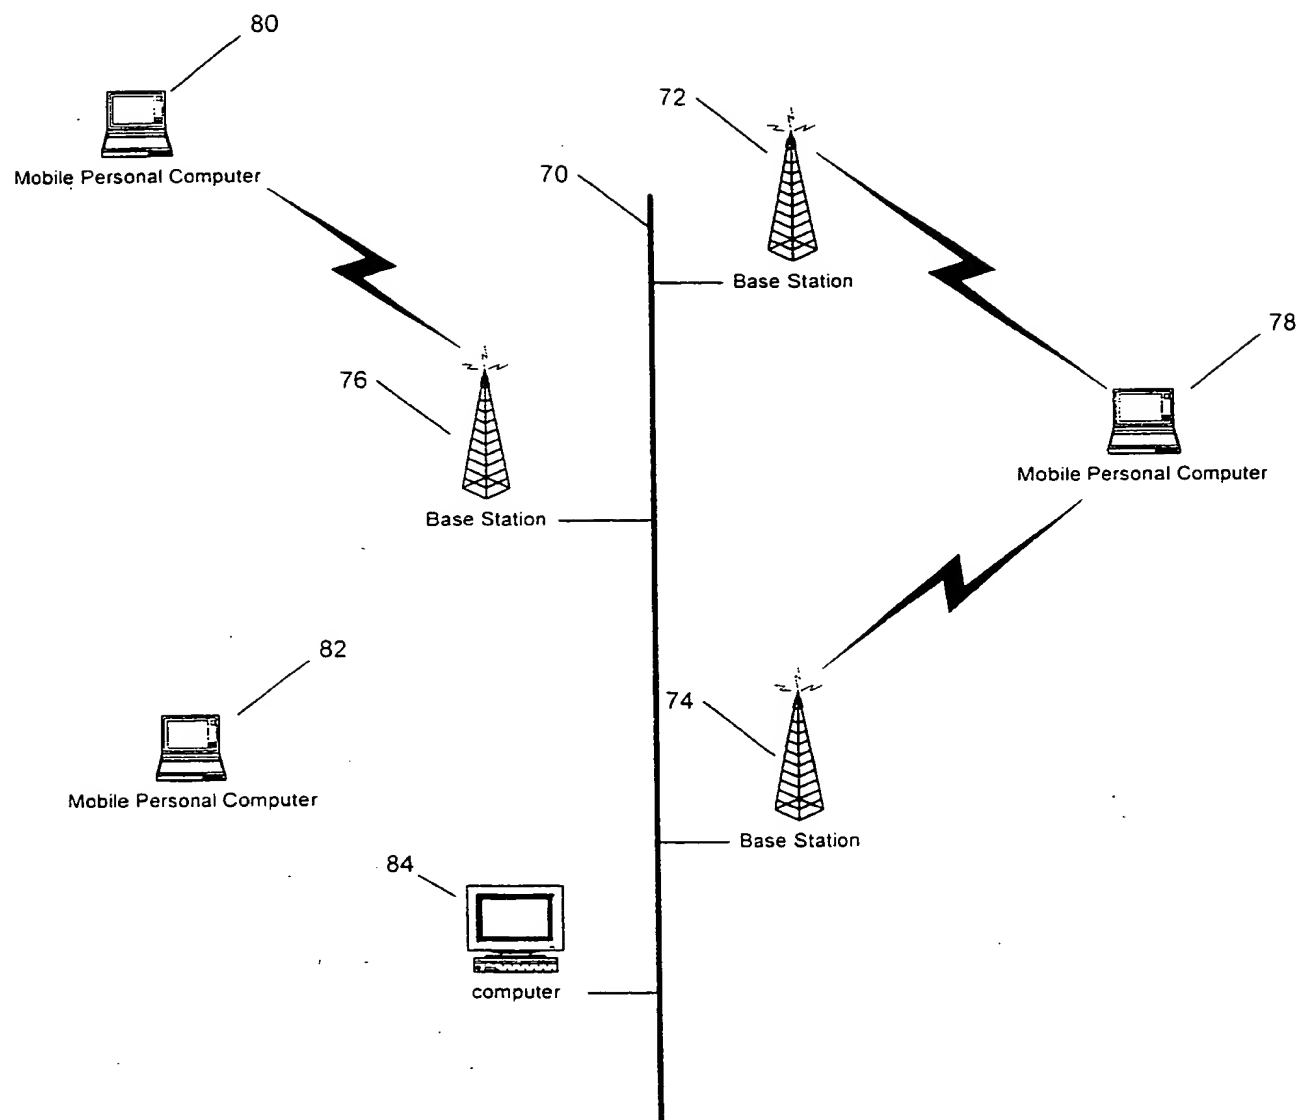 80
Mobile Personal Computer
72
70
Base Station
78
76
Mobile Personal Computer
Base Station
82
74
Mobile Personal Computer
Base Station
84
computer